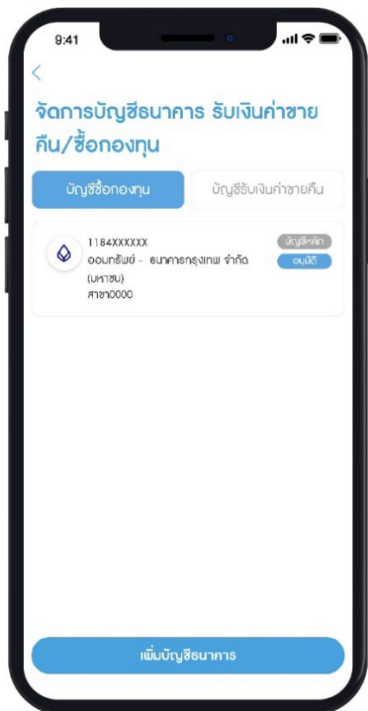 9:41
จัดการบัญชีธนาคาร รับเงินค่าขาย
คืน/ซื้อกองทุน
บัญชีซื้อกองทุน บัญชีรับเงินค่าขายคืน
1184XXXXXX บัญชีหลัก
ออมทรัพย์ - ธนาคารกรุงเทพ จำกัด อนุมัติ
(มหาชน)
สาขา0000
เพิ่มบัญชีธนาคาร